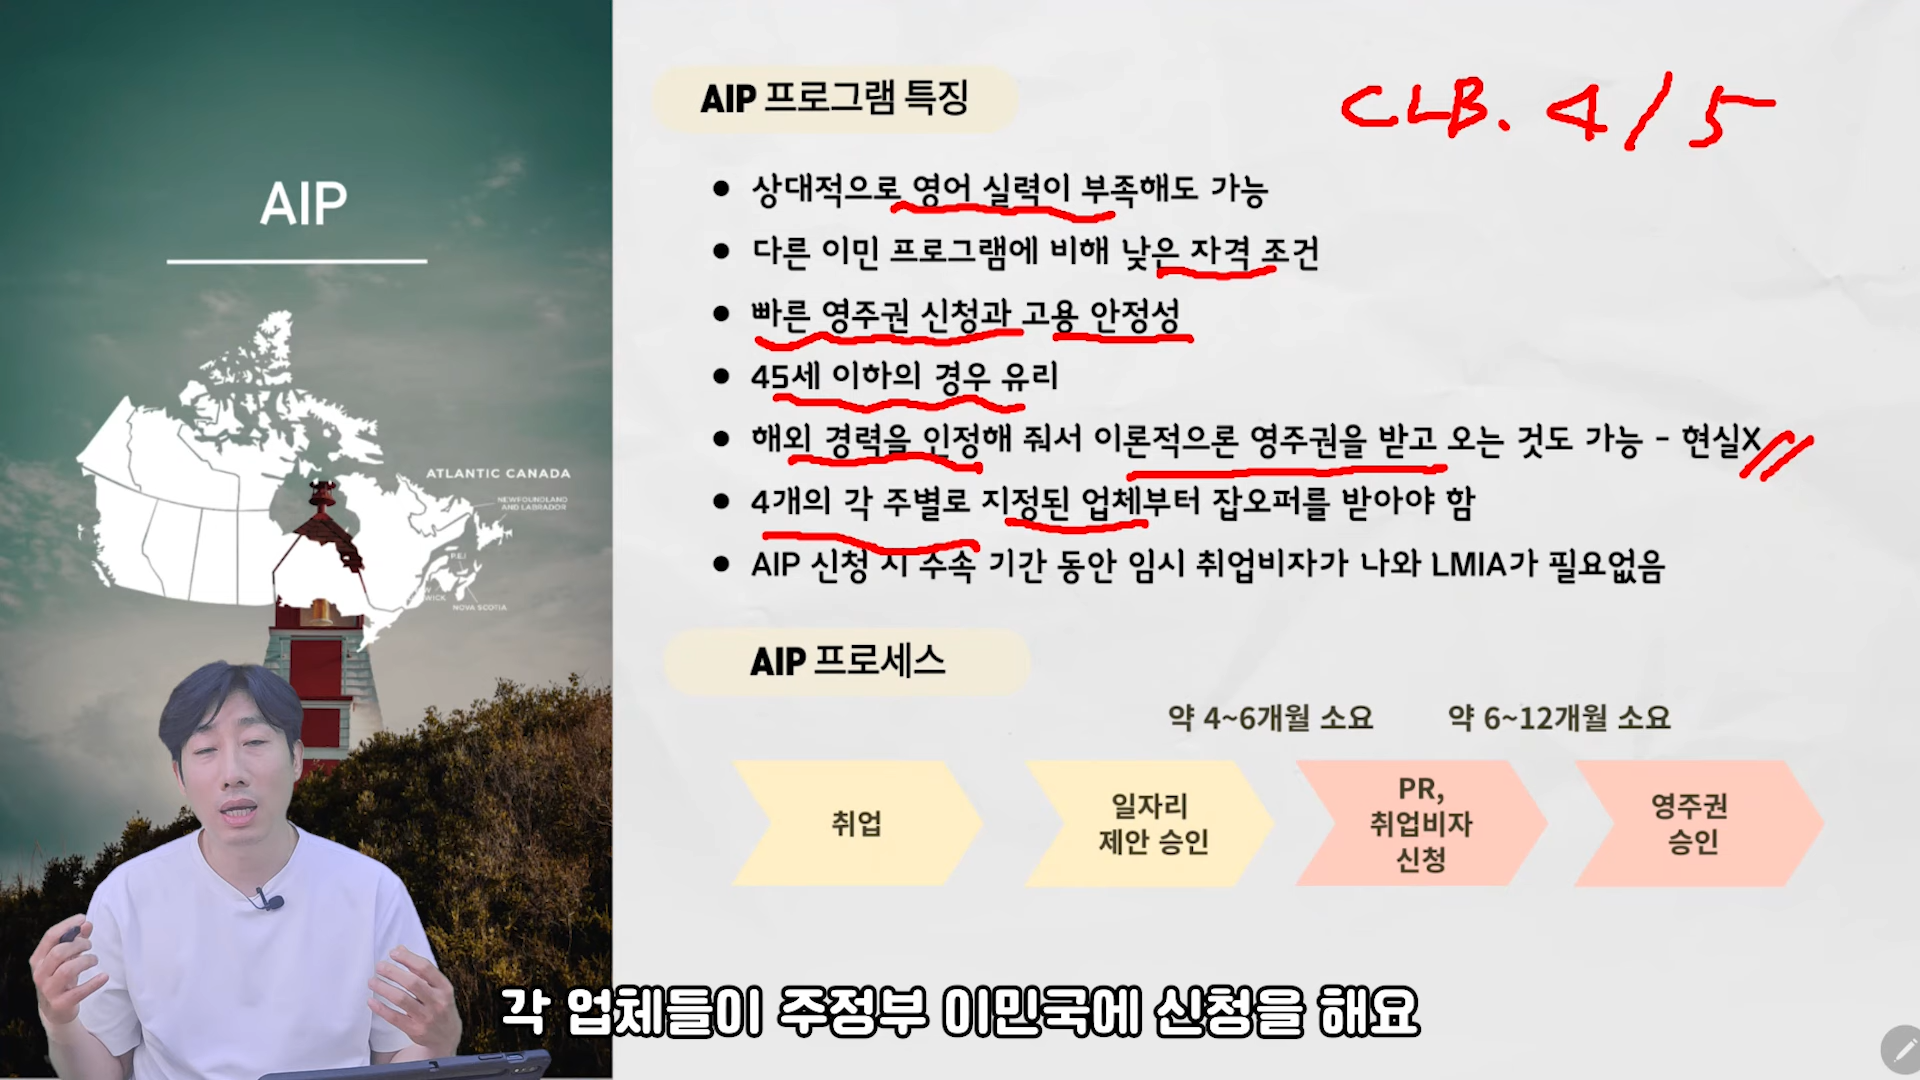 AIP
ATLANTIC CANADA
NEWFOUNDLAND
AND LABRADOR
P.E.I
WICK
NOVA SCOTIA
AIP 프로그램 특징
CLB. 4/5
● 상대적으로 영어 실력이 부족해도 가능
● 다른 이민 프로그램에 비해 낮은 자격 조건
● 빠른 영주권 신청과 고용 안정성
● 45세 이하의 경우 유리
● 해외 경력을 인정해 줘서 이론적으론 영주권을 받고 오는 것도 가능 - 현실X
● 4개의 각 주별로 지정된 업체부터 잡오퍼를 받아야 함
● AIP 신청 시 수속 기간 동안 임시 취업비자가 나와 LMIA가 필요없음
AIP 프로세스
약 4~6개월 소요
약 6~12개월 소요
취업
일자리
제안 승인
PR,
취업비자
신청
영주권
승인
각 업체들이 주정부 이민국에 신청을 해요